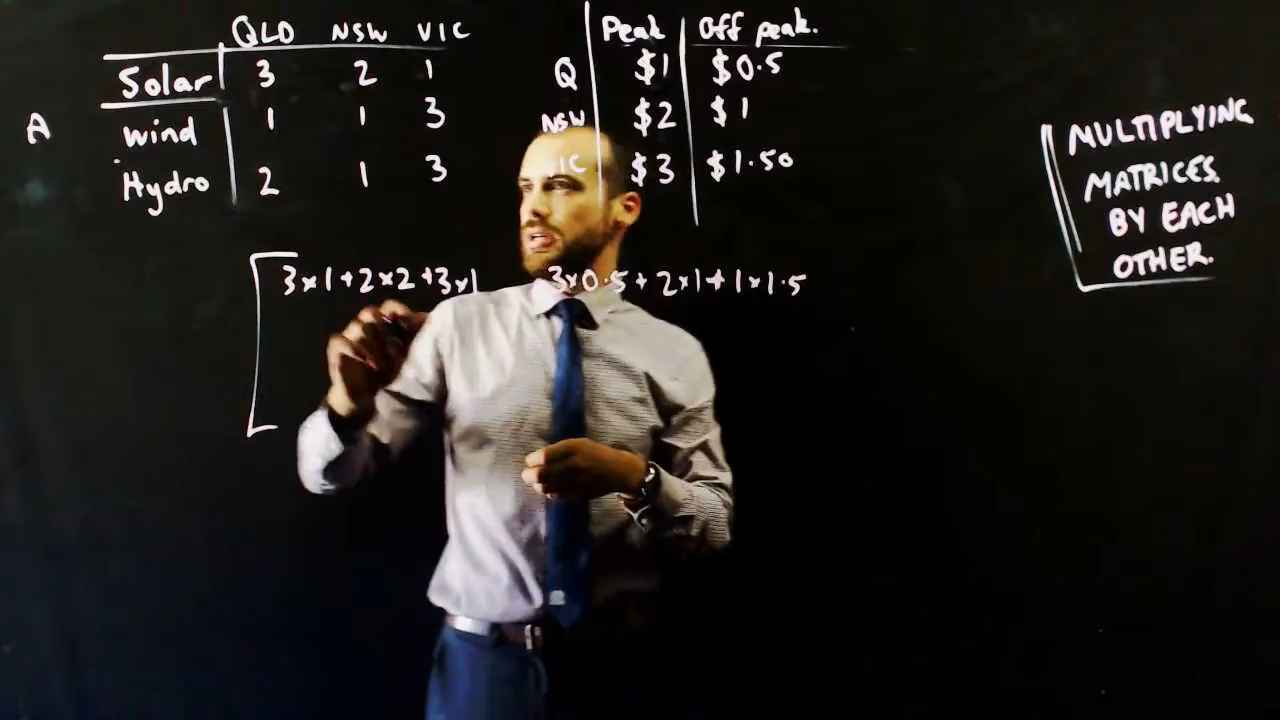 QLD NSW VIC
Solar 3 2 1
A
Wind 1 1 3
Hydro 2 1 3
Peak Off peak.
Q $1 $0.5
NSW $2 $1
VIC $3 $1.50
MULTIPLYING
MATRICES
BY EACH
OTHER.
3×1+2×2+3×1 3×0.5+2×1+1×1.5